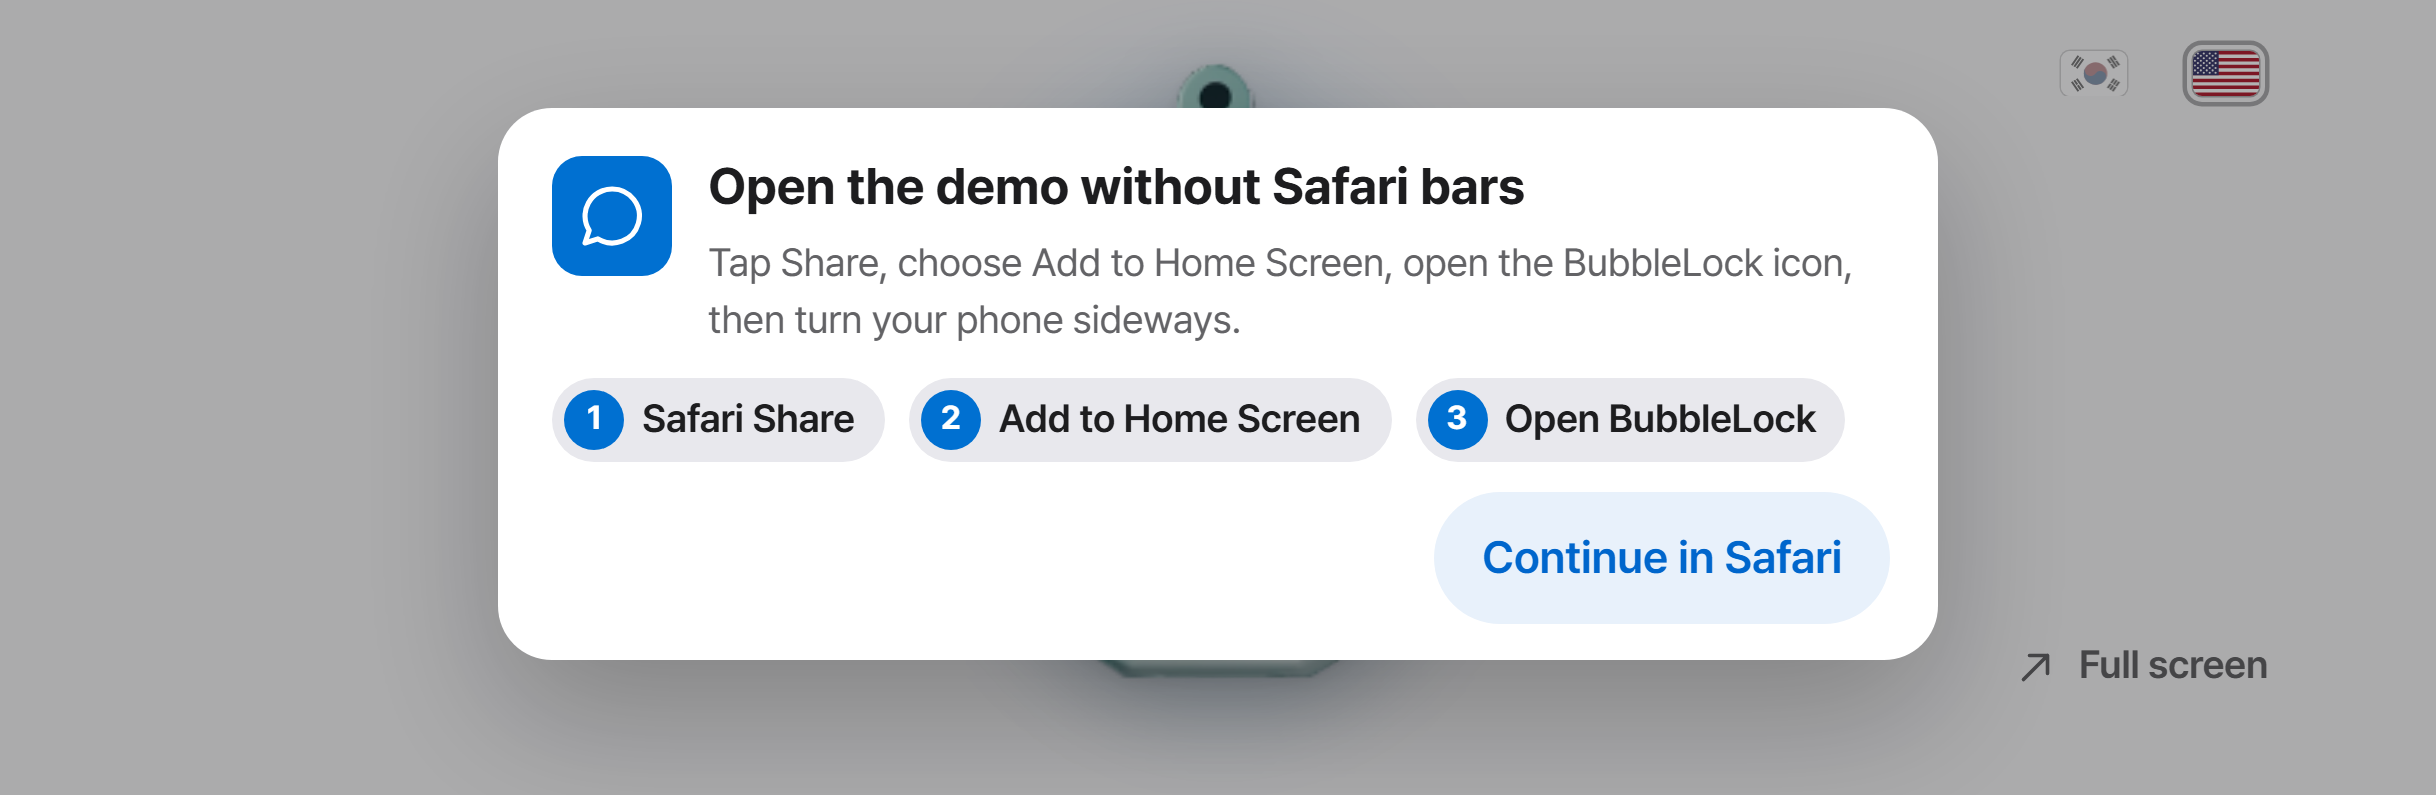 Open the demo without Safari bars
Tap Share, choose Add to Home Screen, open the BubbleLock icon,
then turn your phone sideways.
1 Safari Share
2 Add to Home Screen
3 Open BubbleLock
Continue in Safari
Full screen